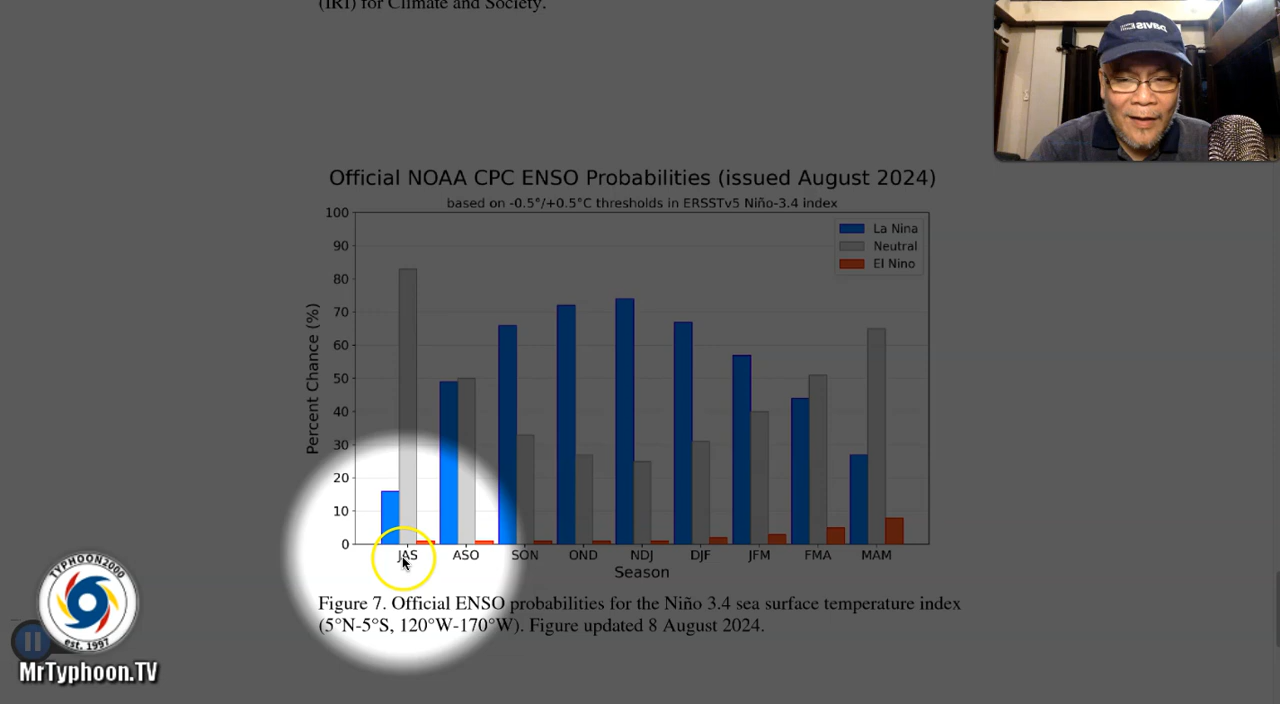 (IRI) for Climate and Society.
DAVIS
Official NOAA CPC ENSO Probabilities (issued August 2024)
based on -0.5°/+0.5°C thresholds in ERSSTv5 Niño-3.4 index
La Nina
Neutral
El Nino
Percent Chance (%)
100
90
80
70
60
50
40
30
20
10
0
JAS ASO SON OND NDJ DJF JFM FMA MAM
Season
Figure 7. Official ENSO probabilities for the Niño 3.4 sea surface temperature index
(5°N-5°S, 120°W-170°W). Figure updated 8 August 2024.
TYPHOON2000
est. 1997
MrTyphoon.TV